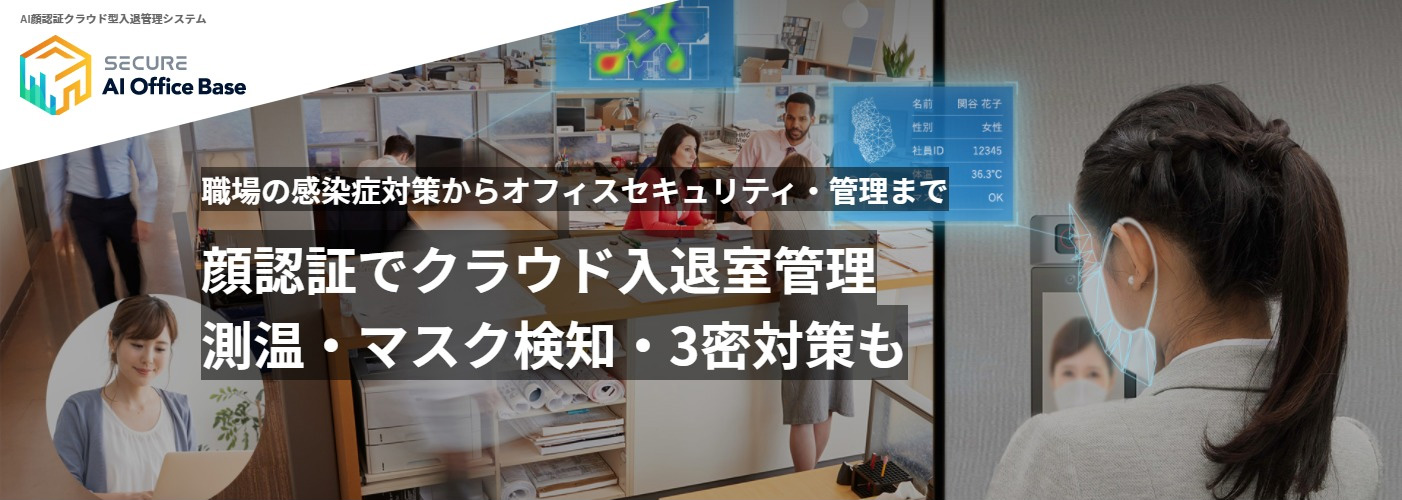 AI顔認証クラウド型入退管理システム
SECURE
AI Office Base
名前 関谷 花子
性別 女性
社員ID 12345
体温 36.3°C
OK
職場の感染症対策からオフィスセキュリティ・管理まで
顔認証でクラウド入退室管理
測温・マスク検知・3密対策も